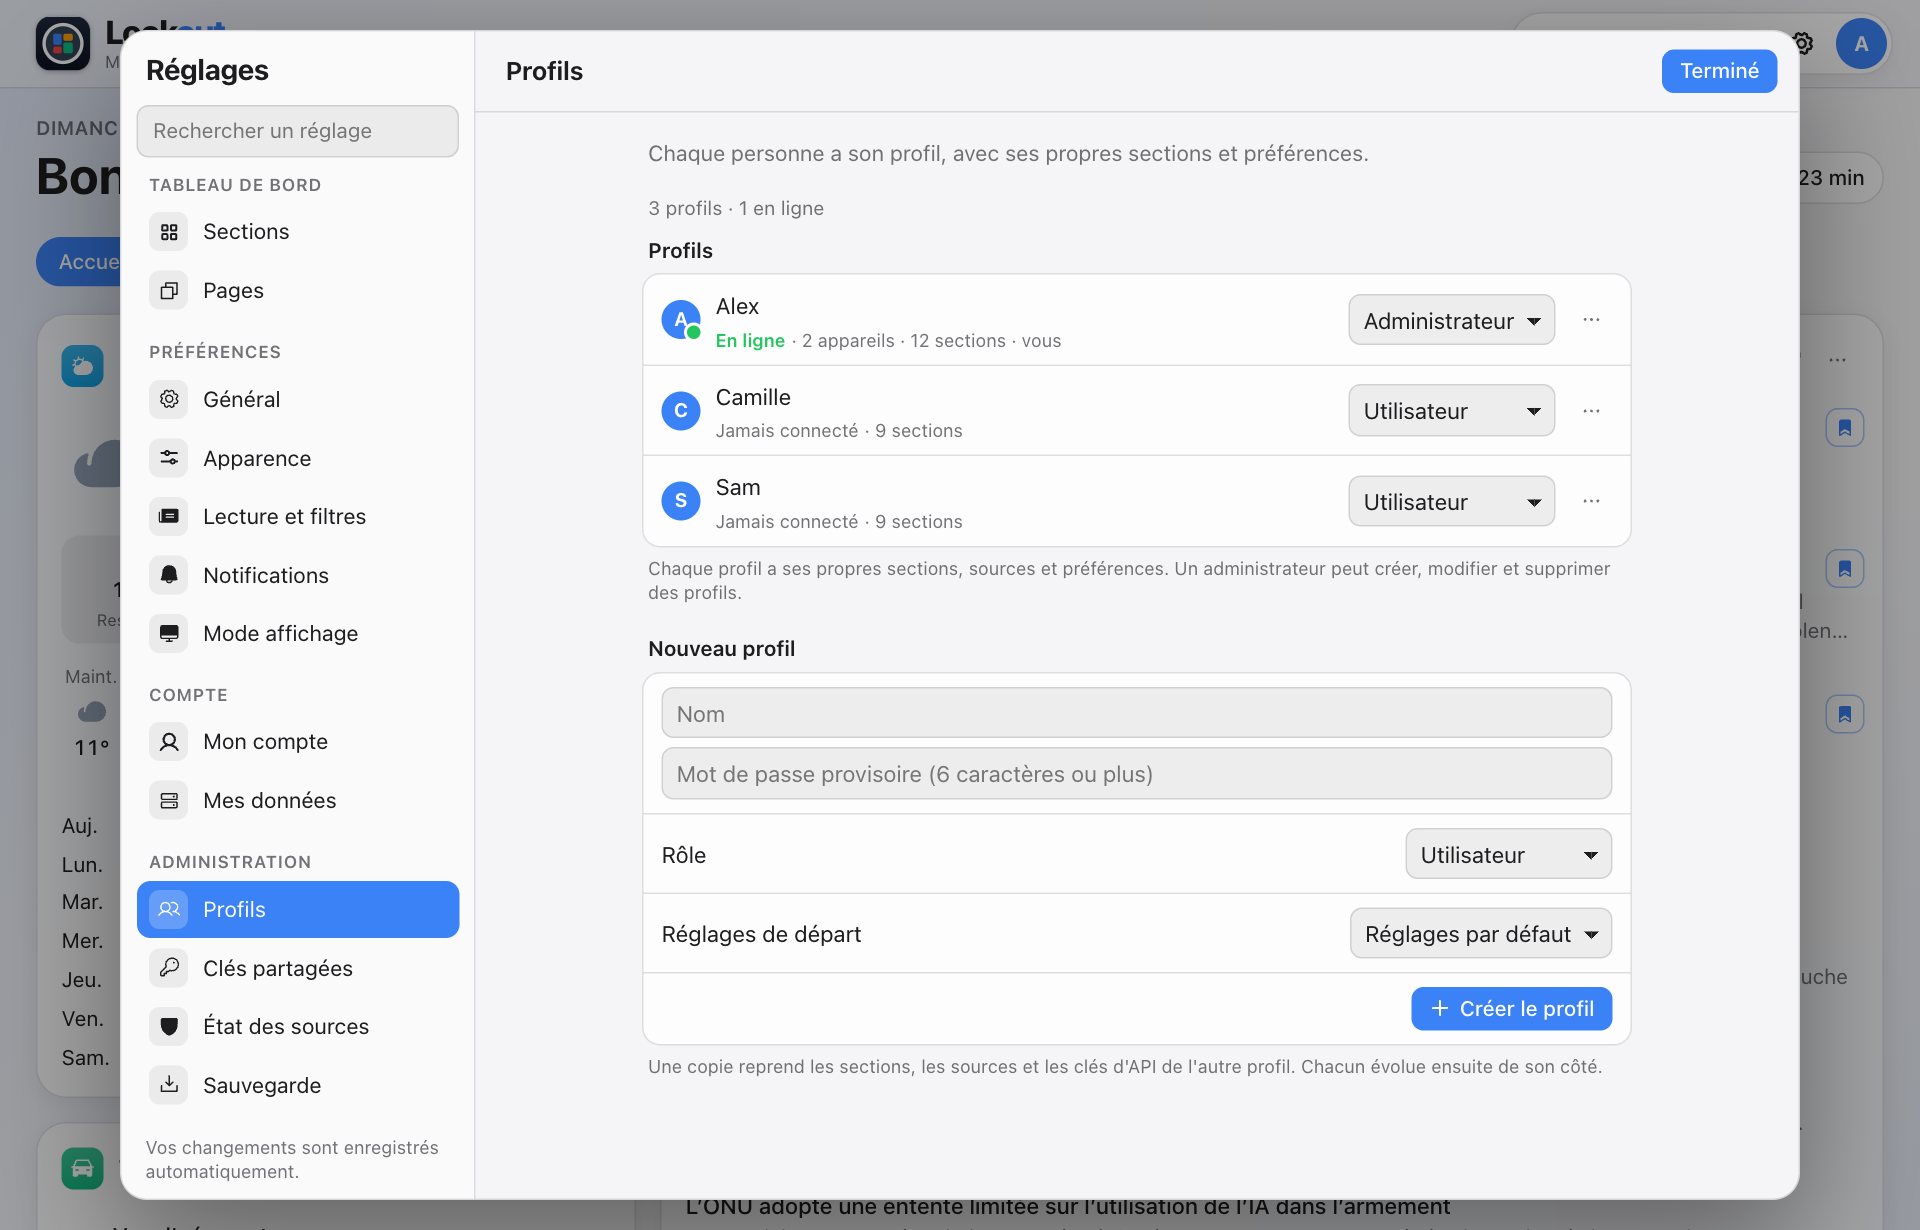 Réglages
Rechercher un réglage
TABLEAU DE BORD
Sections
Pages
PRÉFÉRENCES
Général
Apparence
Lecture et filtres
Notifications
Mode affichage
COMPTE
Mon compte
Mes données
ADMINISTRATION
Profils
Clés partagées
État des sources
Sauvegarde
Vos changements sont enregistrés
automatiquement.
Profils
Terminé
Chaque personne a son profil, avec ses propres sections et préférences.
3 profils · 1 en ligne
Profils
A
Alex
En ligne · 2 appareils · 12 sections · vous
Administrateur
C
Camille
Jamais connecté · 9 sections
Utilisateur
S
Sam
Jamais connecté · 9 sections
Utilisateur
Chaque profil a ses propres sections, sources et préférences. Un administrateur peut créer, modifier et supprimer
des profils.
Nouveau profil
Nom
Mot de passe provisoire (6 caractères ou plus)
Rôle
Utilisateur
Réglages de départ
Réglages par défaut
+ Créer le profil
Une copie reprend les sections, les sources et les clés d'API de l'autre profil. Chacun évolue ensuite de son côté.
A
23 min
Maint.
11°
Auj.
Lun.
Mar.
Mer.
Jeu.
Ven.
Sam.
L'ONU adopte une entente limitée sur l'utilisation de l'IA dans l'armement